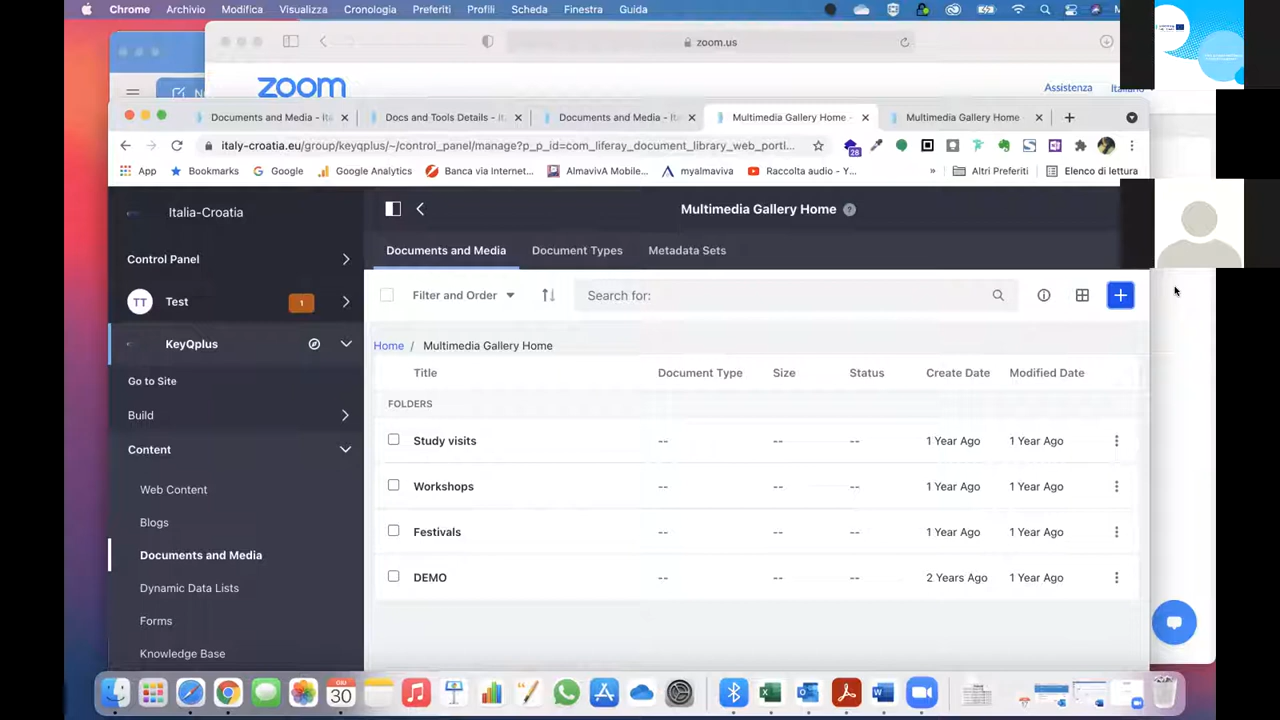 Chrome Archivio Modifica Visualizza Cronologia Preferiti Profili Scheda Finestra Guida
zoom.us
zoom
Assistenza
Documents and Media - Ita
Docs and Tools Details - It
Documents and Media - Ita
Multimedia Gallery Home -
Multimedia Gallery Home
italy-croatia.eu/group/keyqplus/~/control_panel/manage?p_p_id=com_liferay_document_library_web_portl...
28
App Bookmarks Google Google Analytics Banca via Internet... AlmavivA Mobile... myalmaviva Raccolta audio - Y... » Altri Preferiti Elenco di lettura
Italia-Croatia
Multimedia Gallery Home ?
Control Panel
Documents and Media Document Types Metadata Sets
TT Test 1
Filter and Order Search for:
KeyQplus
Home / Multimedia Gallery Home
Go to Site
Title Document Type Size Status Create Date Modified Date
Build
FOLDERS
Content
Study visits -- -- -- 1 Year Ago 1 Year Ago
Web Content
Workshops -- -- -- 1 Year Ago 1 Year Ago
Blogs
Festivals -- -- -- 1 Year Ago 1 Year Ago
Documents and Media
DEMO -- -- -- 2 Years Ago 1 Year Ago
Dynamic Data Lists
Forms
Knowledge Base
GIU
30